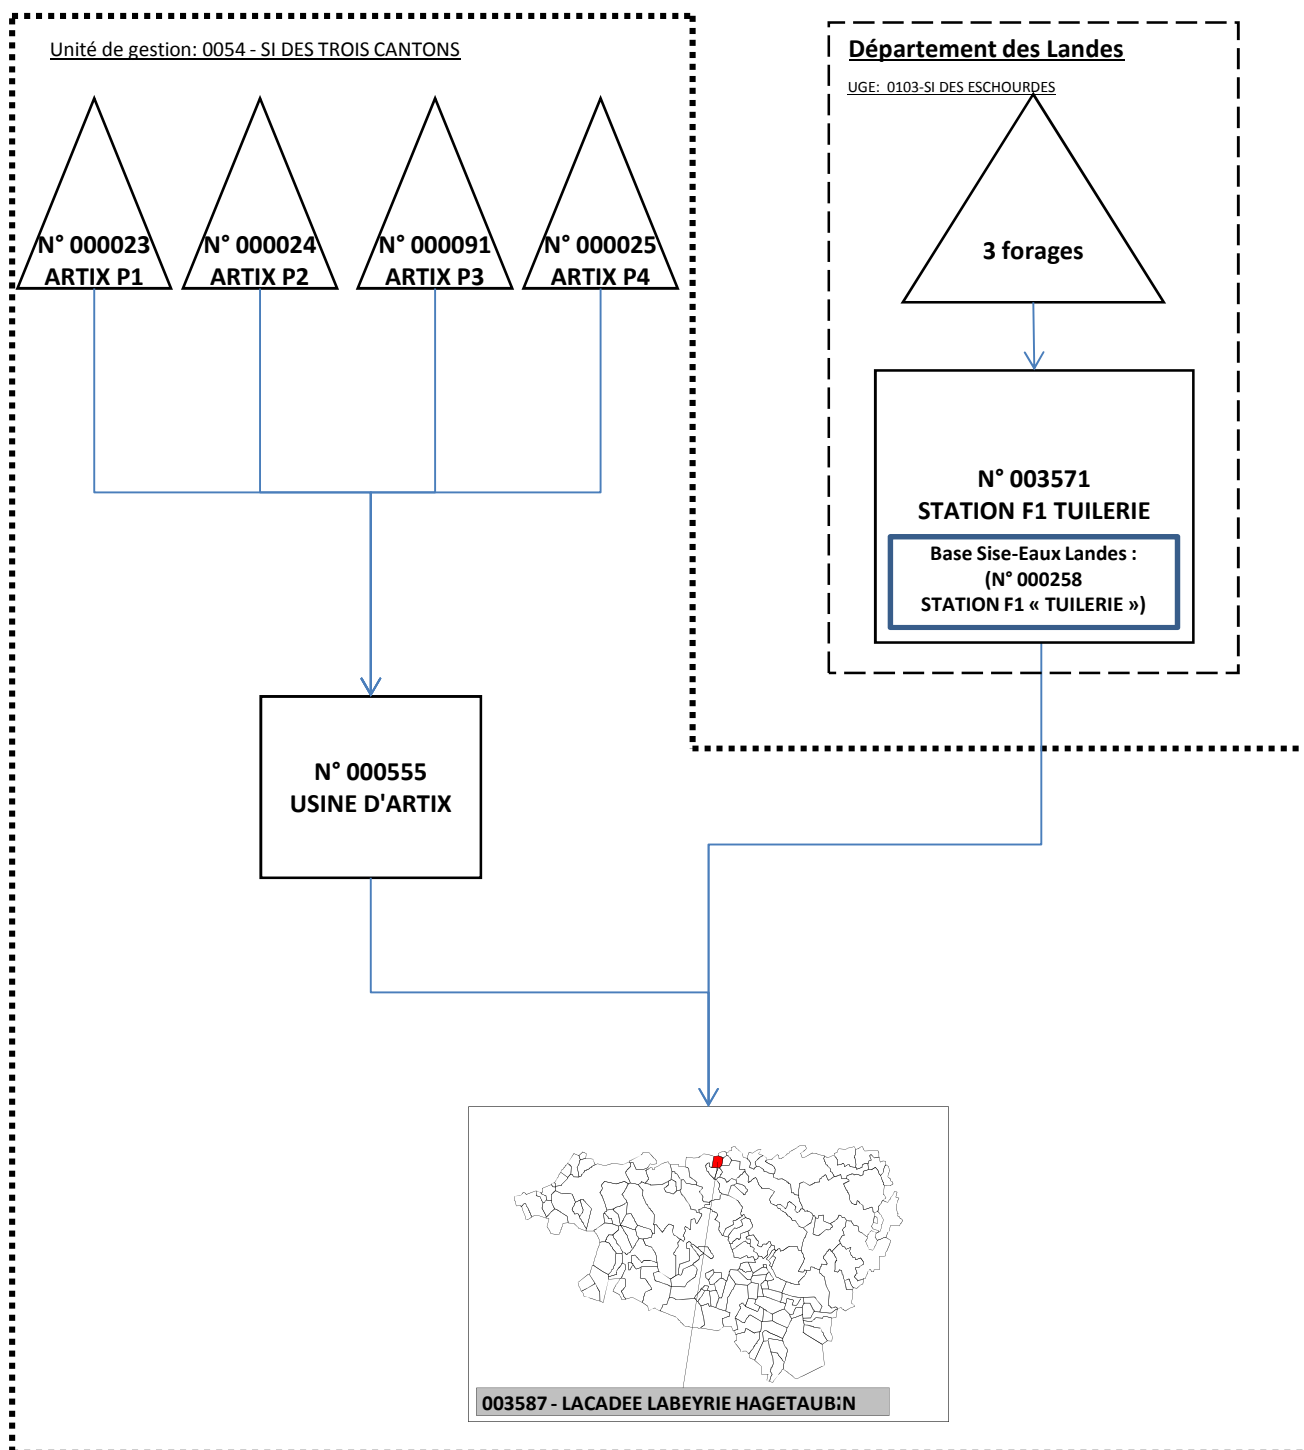 Unité de gestion: 0054 - SI DES TROIS CANTONS
N° 000023
ARTIX P1
N° 000024
ARTIX P2
N° 000091
ARTIX P3
N° 000025
ARTIX P4
Département des Landes
UGE: 0103-SI DES ESCHOURDES
3 forages
N° 003571
STATION F1 TUILERIE
Base Sise-Eaux Landes :
(N° 000258
STATION F1 « TUILERIE »)
N° 000555
USINE D'ARTIX
003587 - LACADEE LABEYRIE HAGETAUBIN